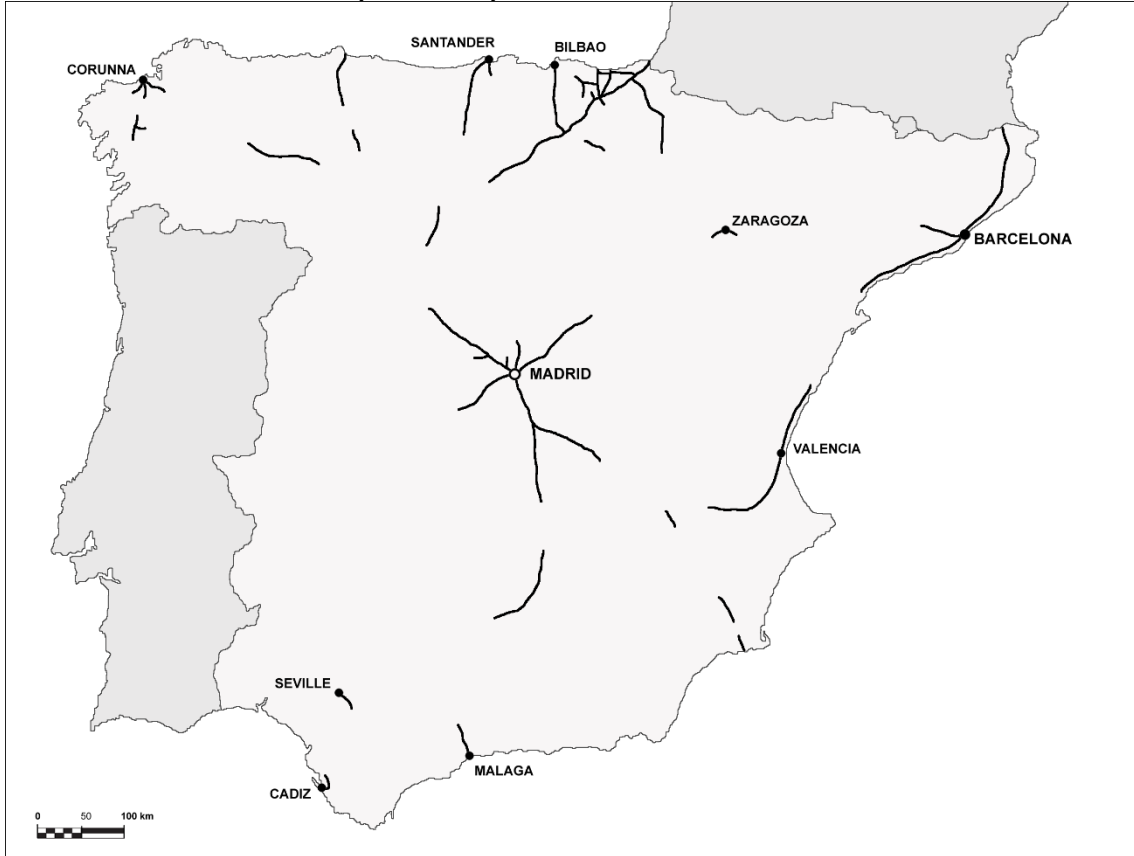 SANTANDER
BILBAO
CORUNNA
ZARAGOZA
BARCELONA
MADRID
VALENCIA
SEVILLE
MALAGA
CADIZ
0 50 100 km